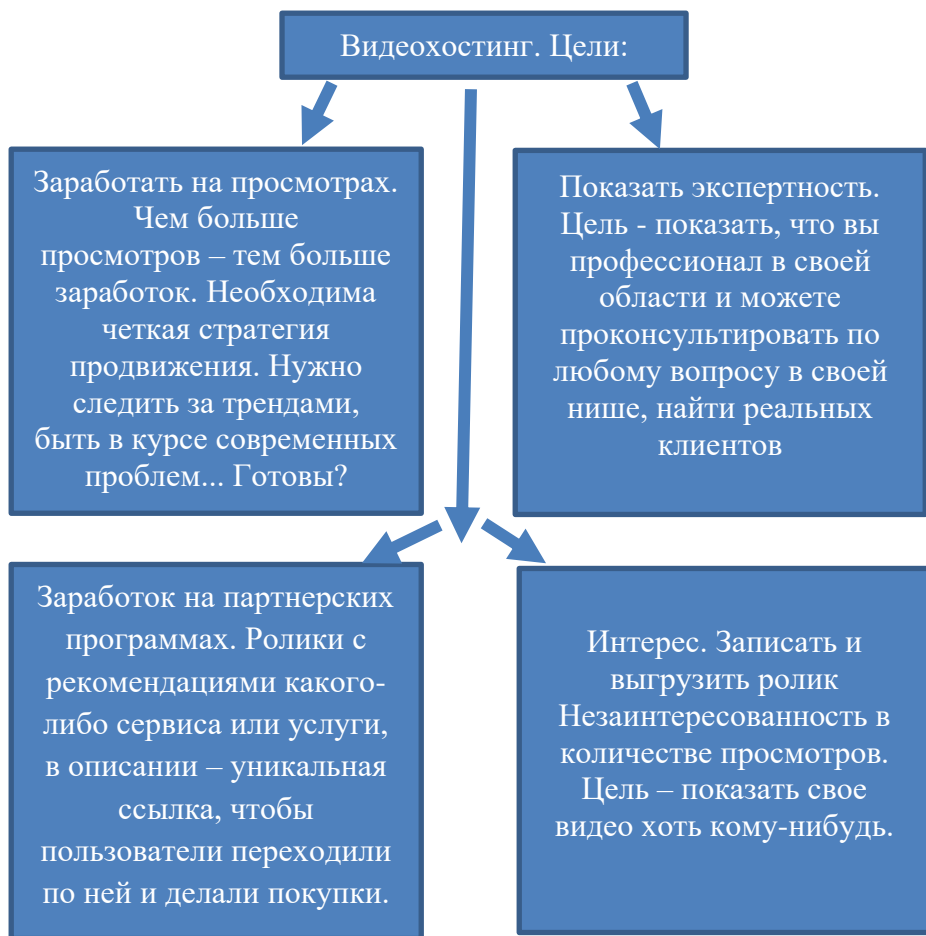 Видеохостинг. Цели:
Заработать на просмотрах.
Чем больше
просмотров – тем больше
заработок. Необходима
четкая стратегия
продвижения. Нужно
следить за трендами,
быть в курсе современных
проблем... Готовы?
Показать экспертность.
Цель - показать, что вы
профессионал в своей
области и можете
проконсультировать по
любому вопросу в своей
нише, найти реальных
клиентов
Заработок на партнерских
программах. Ролики с
рекомендациями какого-
либо сервиса или услуги,
в описании – уникальная
ссылка, чтобы
пользователи переходили
по ней и делали покупки.
Интерес. Записать и
выгрузить ролик
Незаинтересованность в
количестве просмотров.
Цель – показать свое
видео хоть кому-нибудь.